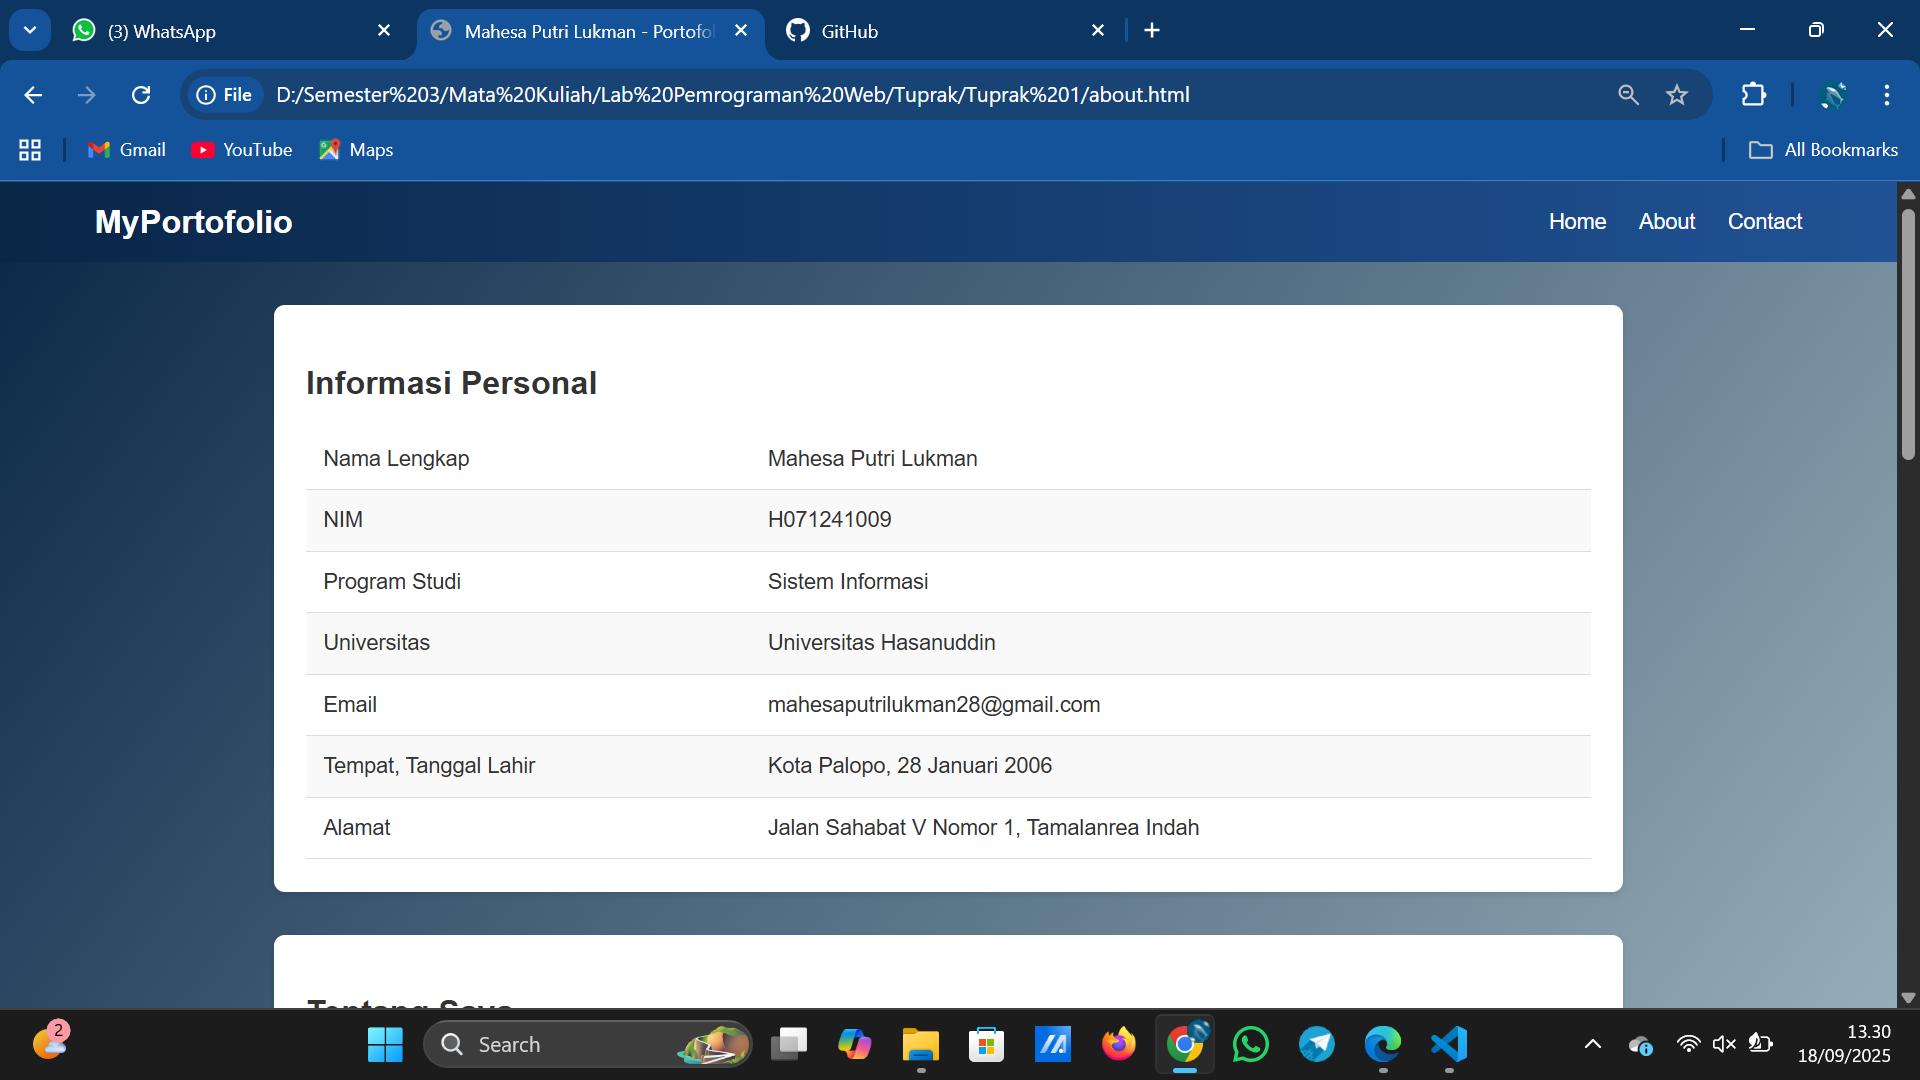 (3) WhatsApp
Mahesa Putri Lukman - Portofol
GitHub
File
D:/Semester%203/Mata%20Kuliah/Lab%20Pemrograman%20Web/Tuprak/Tuprak%201/about.html
Gmail
YouTube
Maps
All Bookmarks
MyPortofolio
Home
About
Contact
Informasi Personal
Nama Lengkap Mahesa Putri Lukman
NIM H071241009
Program Studi Sistem Informasi
Universitas Universitas Hasanuddin
Email mahesaputrilukman28@gmail.com
Tempat, Tanggal Lahir Kota Palopo, 28 Januari 2006
Alamat Jalan Sahabat V Nomor 1, Tamalanrea Indah
Tentang Saya
2
Search
13.30
18/09/2025